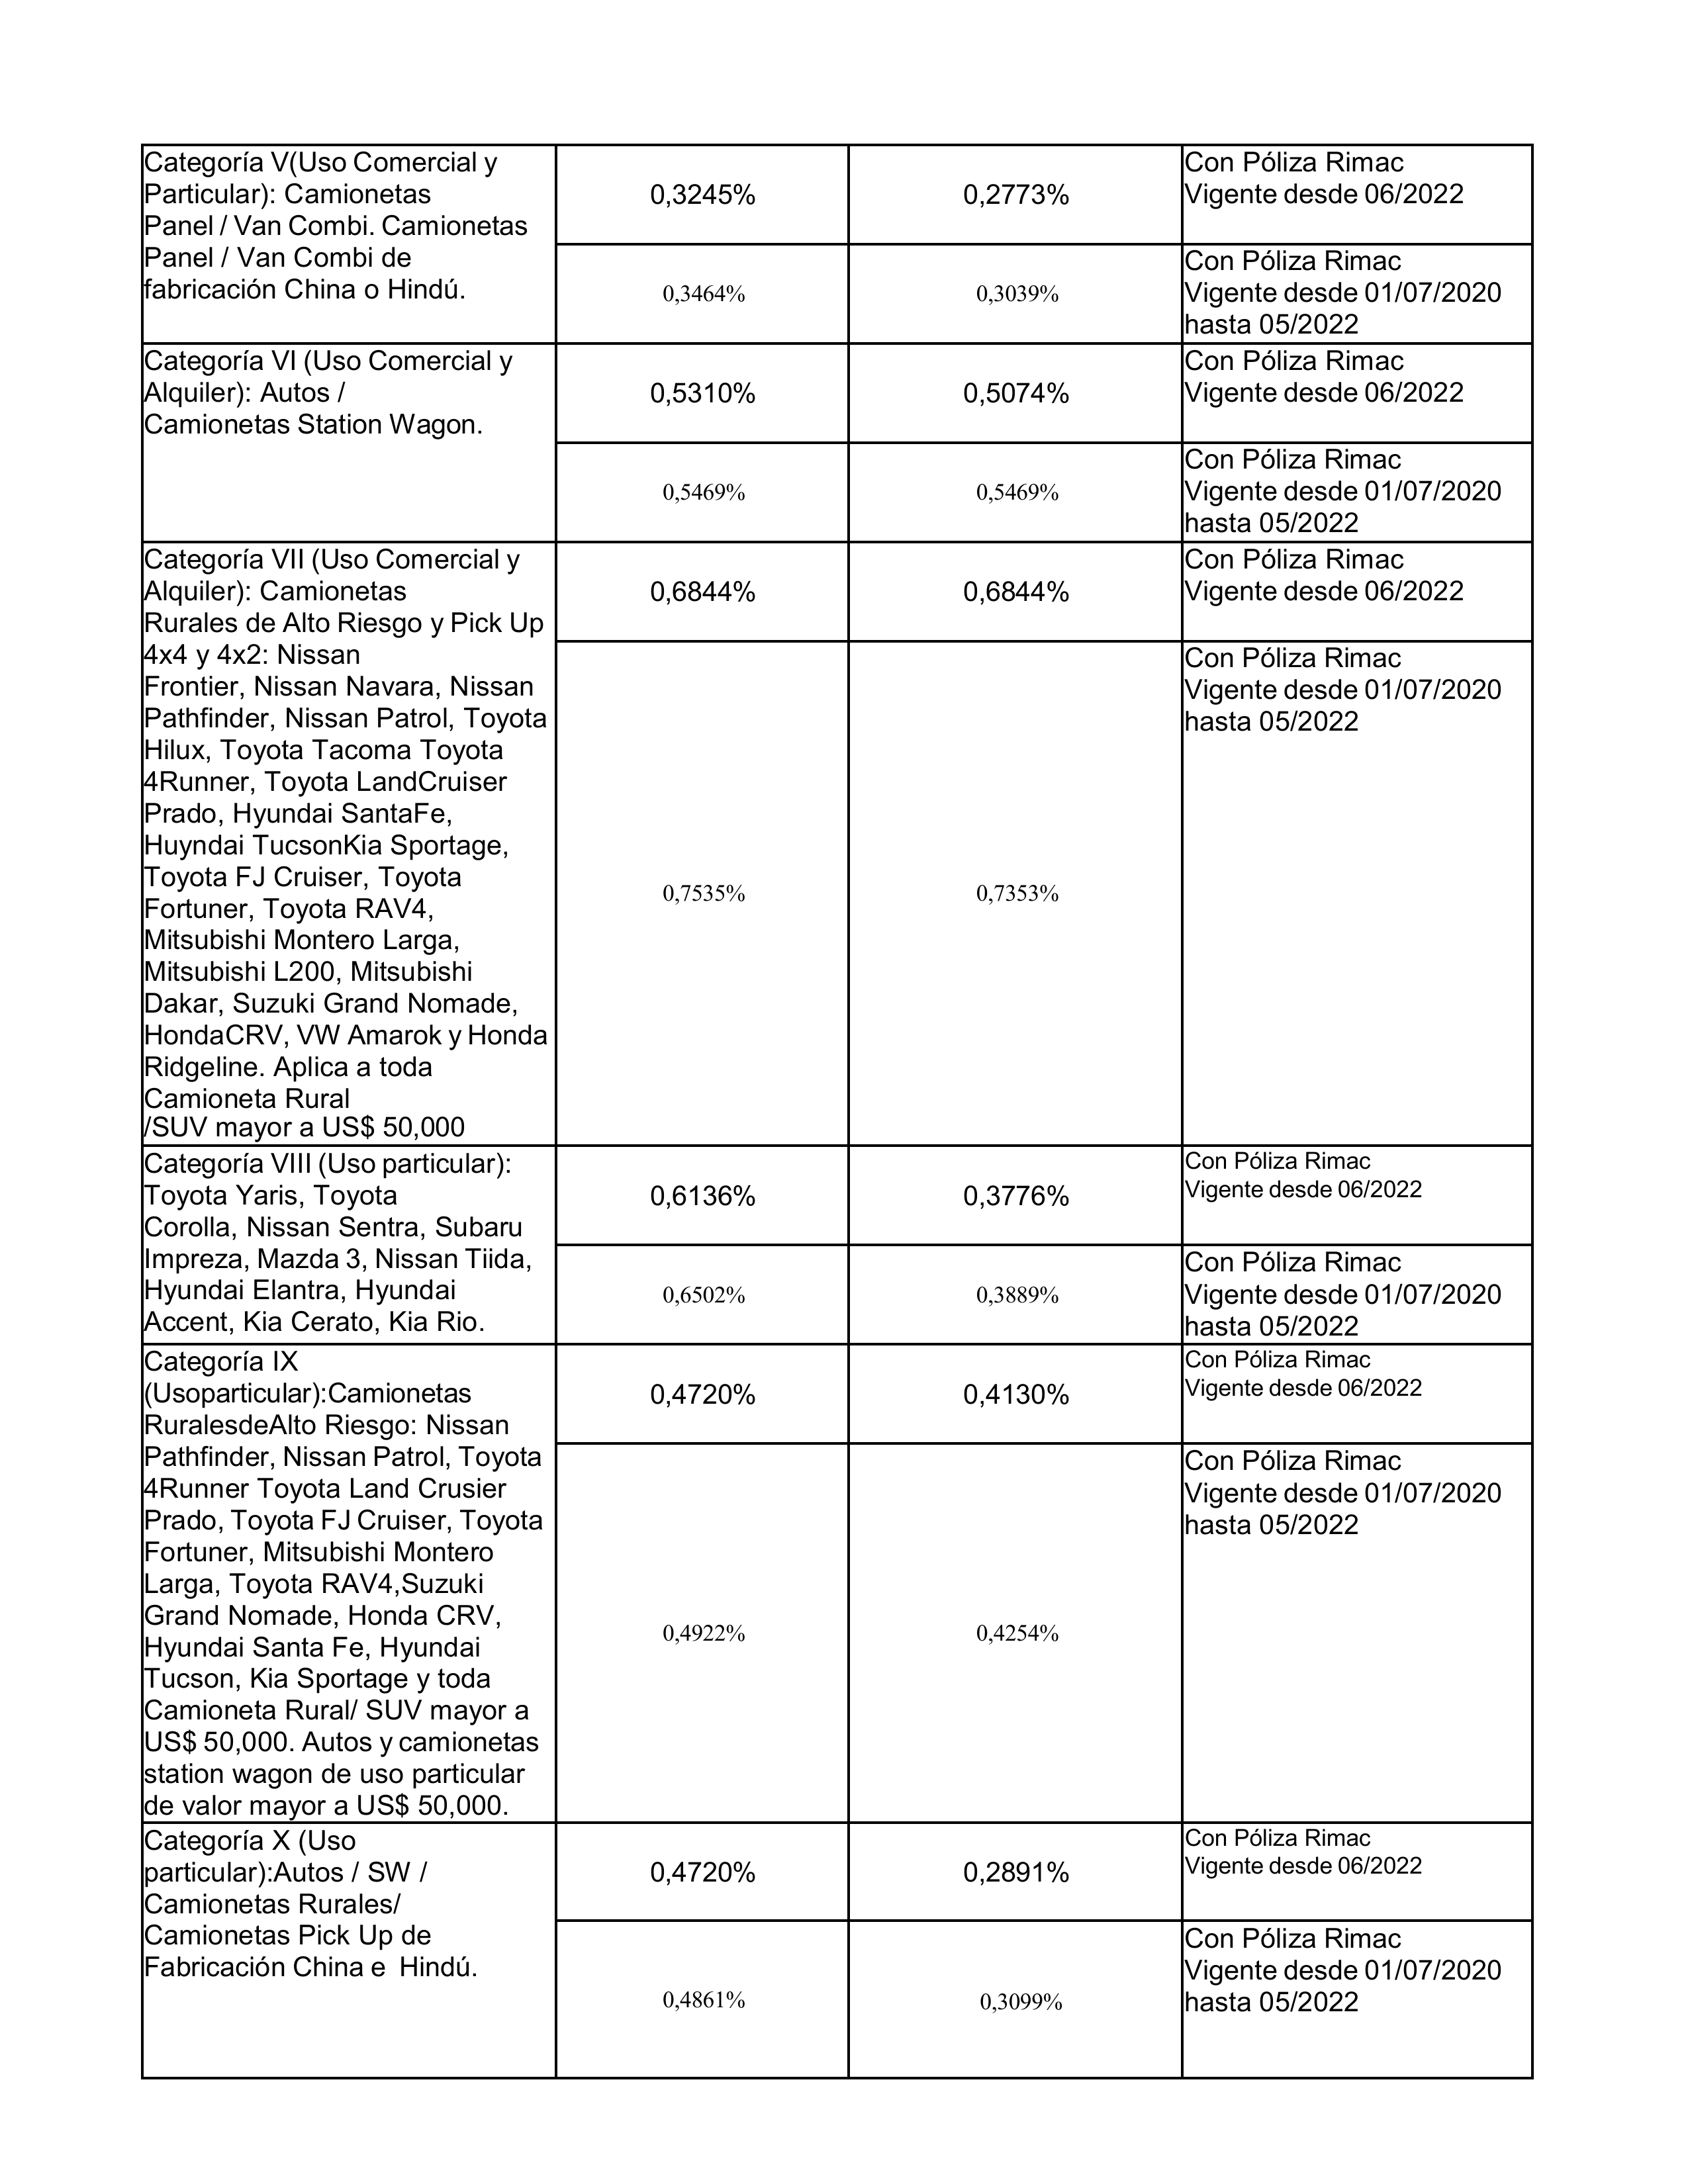 Categoría V(Uso Comercial y
Particular): Camionetas
Panel / Van Combi. Camionetas
Panel / Van Combi de
fabricación China o Hindú.
0,3245%
0,2773%
Con Póliza Rimac
Vigente desde 06/2022
0,3464%
0,3039%
Con Póliza Rimac
Vigente desde 01/07/2020
hasta 05/2022
Categoría VI (Uso Comercial y
Alquiler): Autos /
Camionetas Station Wagon.
0,5310%
0,5074%
Con Póliza Rimac
Vigente desde 06/2022
0,5469%
0,5469%
Con Póliza Rimac
Vigente desde 01/07/2020
hasta 05/2022
Categoría VII (Uso Comercial y
Alquiler): Camionetas
Rurales de Alto Riesgo y Pick Up
4x4 y 4x2: Nissan
Frontier, Nissan Navara, Nissan
Pathfinder, Nissan Patrol, Toyota
Hilux, Toyota Tacoma Toyota
4Runner, Toyota LandCruiser
Prado, Hyundai SantaFe,
Huyndai TucsonKia Sportage,
Toyota FJ Cruiser, Toyota
Fortuner, Toyota RAV4,
Mitsubishi Montero Larga,
Mitsubishi L200, Mitsubishi
Dakar, Suzuki Grand Nomade,
HondaCRV, VW Amarok y Honda
Ridgeline. Aplica a toda
Camioneta Rural
/SUV mayor a US$ 50,000
0,6844%
0,6844%
Con Póliza Rimac
Vigente desde 06/2022
0,7535%
0,7353%
Con Póliza Rimac
Vigente desde 01/07/2020
hasta 05/2022
Categoría VIII (Uso particular):
Toyota Yaris, Toyota
Corolla, Nissan Sentra, Subaru
Impreza, Mazda 3, Nissan Tiida,
Hyundai Elantra, Hyundai
Accent, Kia Cerato, Kia Rio.
0,6136%
0,3776%
Con Póliza Rimac
Vigente desde 06/2022
0,6502%
0,3889%
Con Póliza Rimac
Vigente desde 01/07/2020
hasta 05/2022
Categoría IX
(Usoparticular):Camionetas
RuralesdeAlto Riesgo: Nissan
Pathfinder, Nissan Patrol, Toyota
4Runner Toyota Land Crusier
Prado, Toyota FJ Cruiser, Toyota
Fortuner, Mitsubishi Montero
Larga, Toyota RAV4,Suzuki
Grand Nomade, Honda CRV,
Hyundai Santa Fe, Hyundai
Tucson, Kia Sportage y toda
Camioneta Rural/ SUV mayor a
US$ 50,000. Autos y camionetas
station wagon de uso particular
de valor mayor a US$ 50,000.
0,4720%
0,4130%
Con Póliza Rimac
Vigente desde 06/2022
0,4922%
0,4254%
Con Póliza Rimac
Vigente desde 01/07/2020
hasta 05/2022
Categoría X (Uso
particular):Autos / SW /
Camionetas Rurales/
Camionetas Pick Up de
Fabricación China e Hindú.
0,4720%
0,2891%
Con Póliza Rimac
Vigente desde 06/2022
0,4861%
0,3099%
Con Póliza Rimac
Vigente desde 01/07/2020
hasta 05/2022